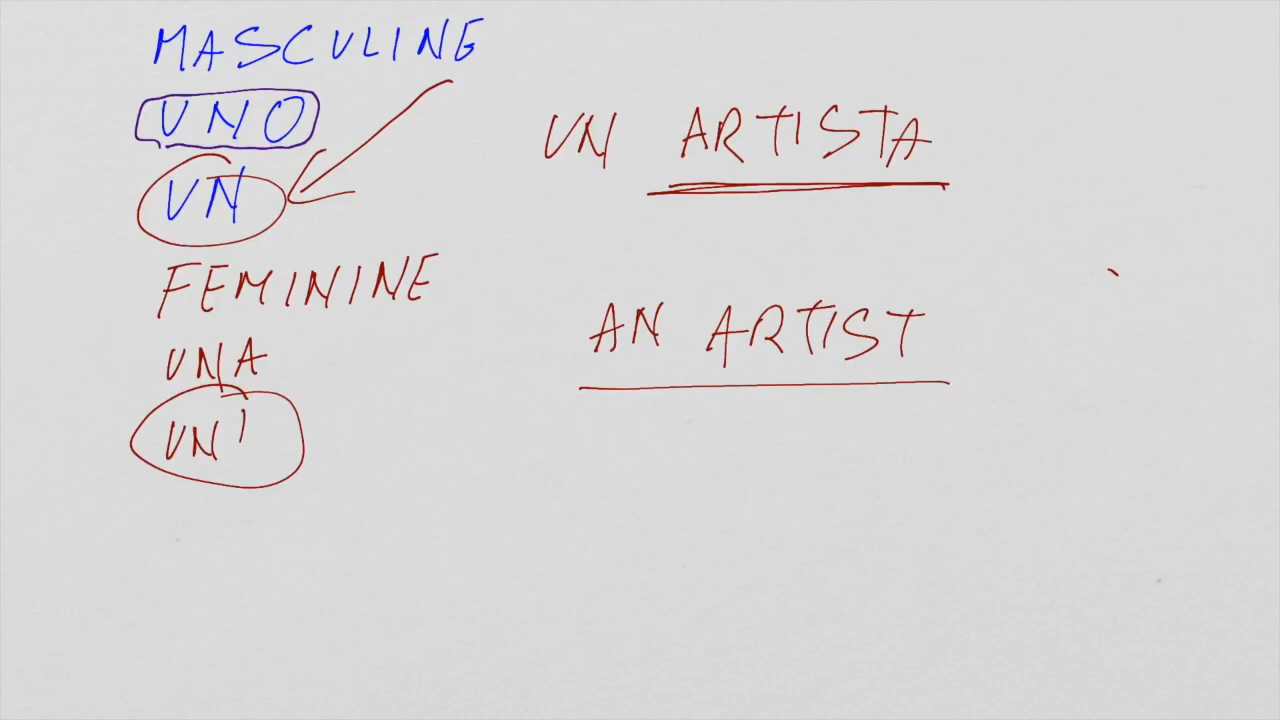 MASCULINE
UNO
UN
FEMININE
UNA
UN'
UN ARTISTA
AN ARTIST